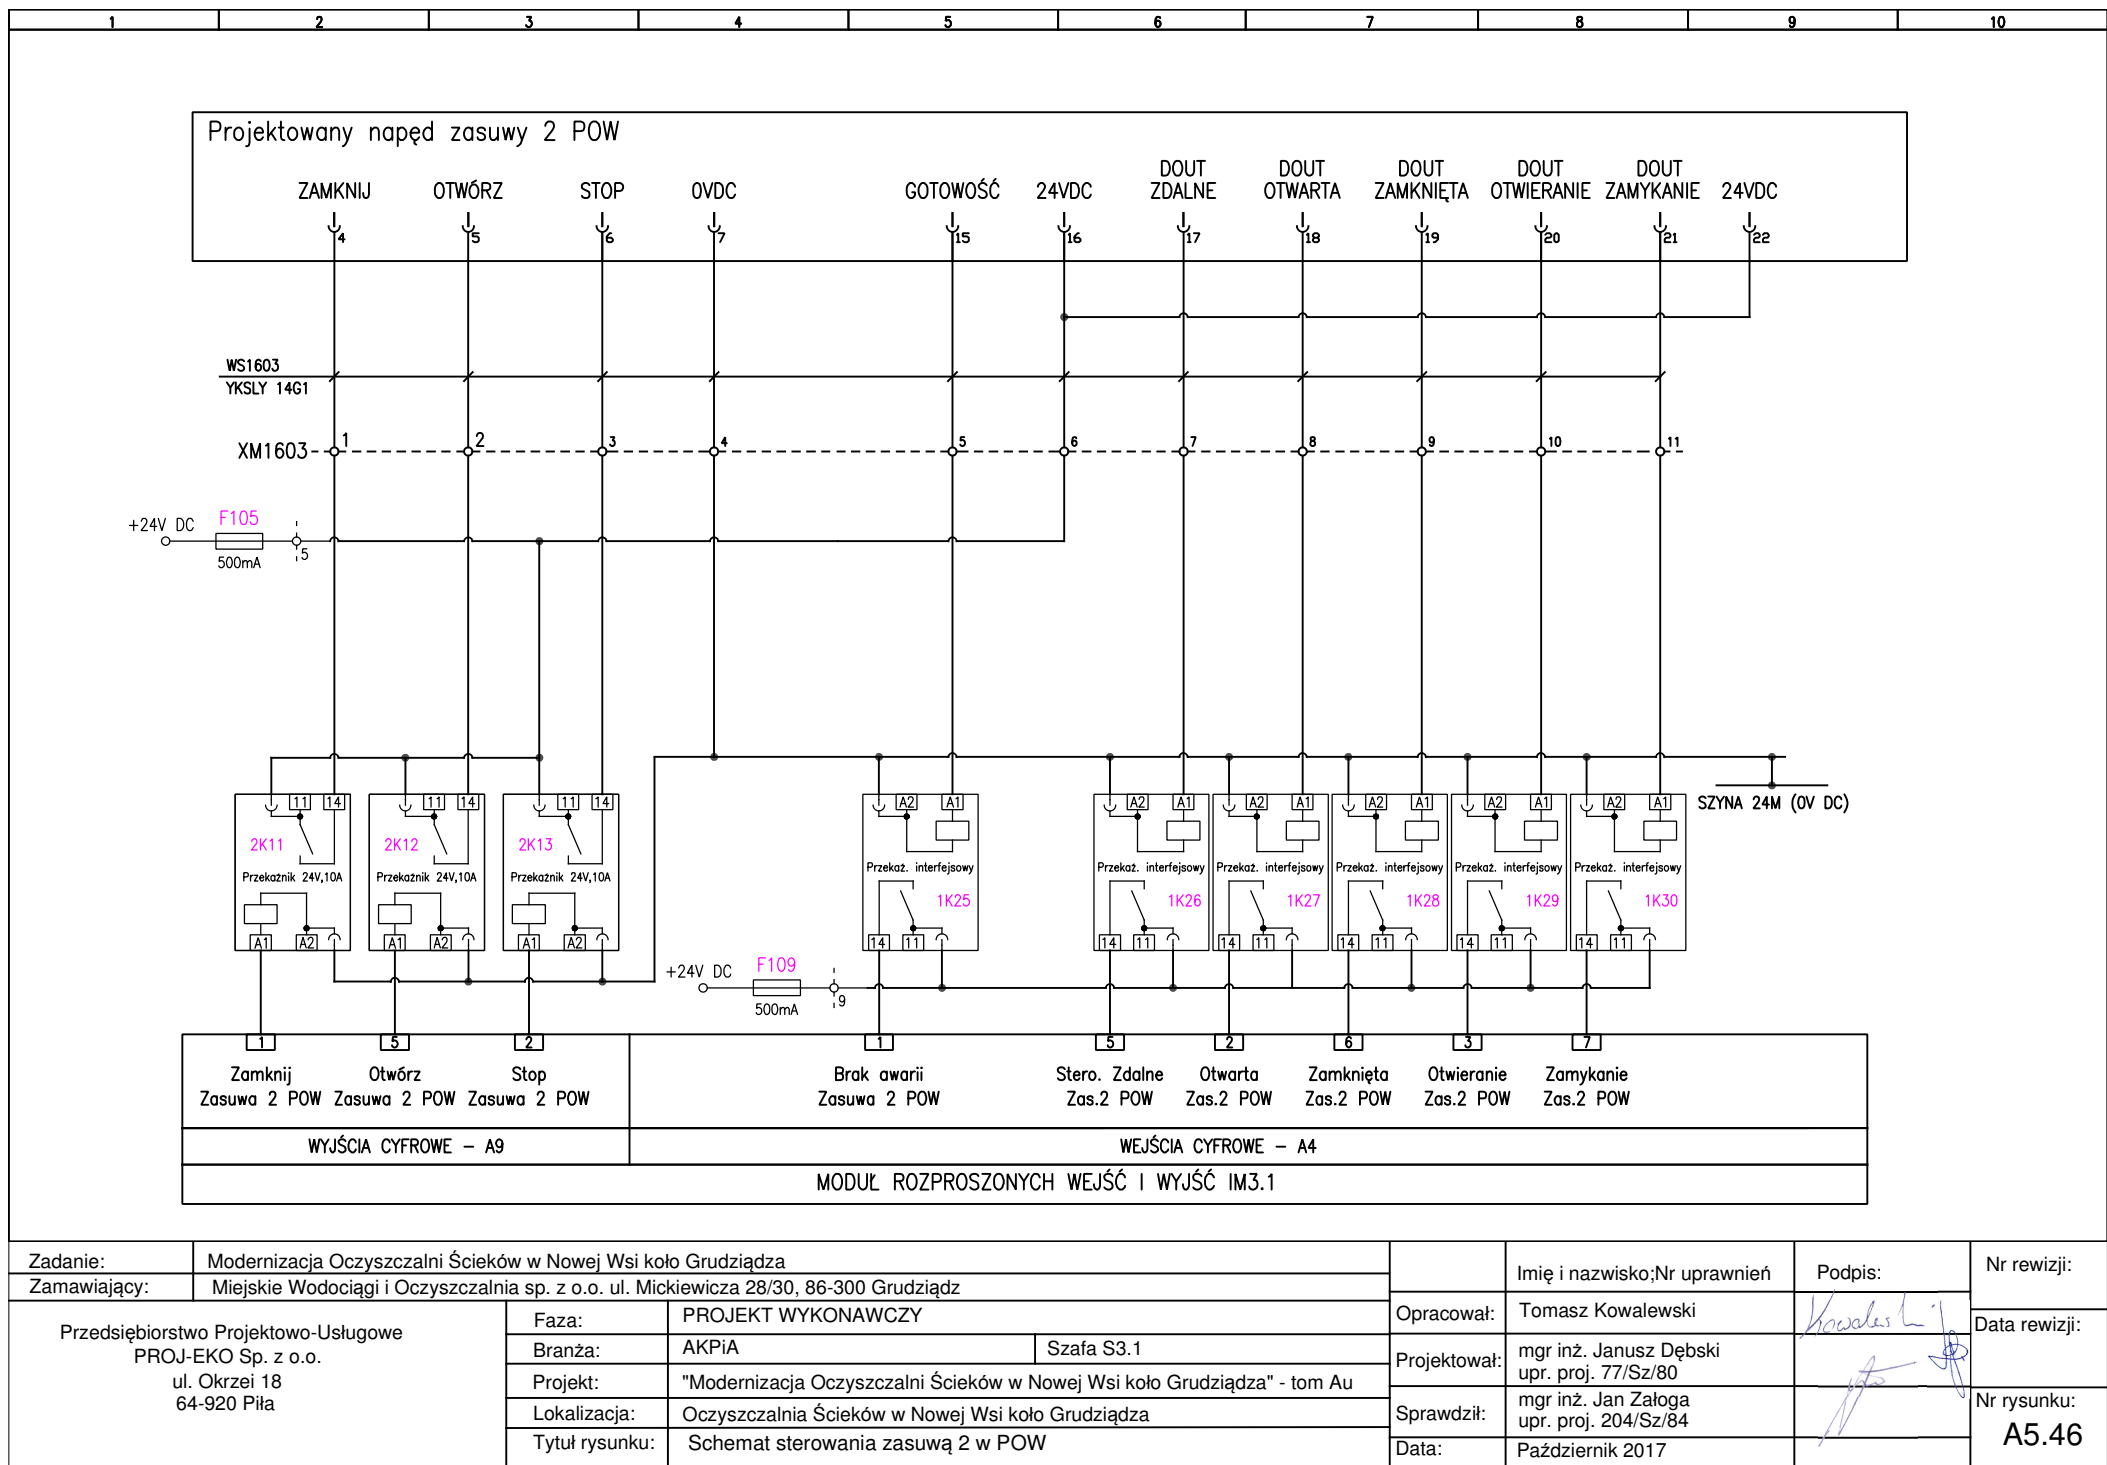 1 2 3 4 5 6 7 8 9 10
Projektowany napęd zasuwy 2 POW
ZAMKNIJ OTWÓRZ STOP 0VDC GOTOWOŚĆ 24VDC DOUT ZDALNE DOUT OTWARTA DOUT ZAMKNIĘTA DOUT OTWIERANIE DOUT ZAMYKANIE 24VDC
4 5 6 7 15 16 17 18 19 20 21 22
WS1603
YKSLY 14G1
XM1603 1 2 3 4 5 6 7 8 9 10 11
+24V DC F105 5
500mA
SZYNA 24M (0V DC)
11 14 11 14 11 14 A2 A1 A2 A1 A2 A1 A2 A1 A2 A1 A2 A1
2K11 2K12 2K13
Przekaźnik 24V,10A Przekaźnik 24V,10A Przekaźnik 24V,10A
Przekaź. interfejsowy Przekaź. interfejsowy Przekaź. interfejsowy Przekaź. interfejsowy Przekaź. interfejsowy Przekaź. interfejsowy
1K25 1K26 1K27 1K28 1K29 1K30
A1 A2 A1 A2 A1 A2 14 11 14 11 14 11 14 11 14 11 14 11
+24V DC F109 9
500mA
1 5 2 1 5 2 6 3 7
Zamknij Otwórz Stop Brak awarii Stero. Zdalne Otwarta Zamknięta Otwieranie Zamykanie
Zasuwa 2 POW Zasuwa 2 POW Zasuwa 2 POW Zasuwa 2 POW Zas.2 POW Zas.2 POW Zas.2 POW Zas.2 POW Zas.2 POW
WYJŚCIA CYFROWE – A9 WEJŚCIA CYFROWE – A4
MODUŁ ROZPROSZONYCH WEJŚĆ I WYJŚĆ IM3.1
Zadanie: Modernizacja Oczyszczalni Ścieków w Nowej Wsi koło Grudziądza
Zamawiający: Miejskie Wodociągi i Oczyszczalnia sp. z o.o. ul. Mickiewicza 28/30, 86-300 Grudziądz
Przedsiębiorstwo Projektowo-Usługowe
PROJ-EKO Sp. z o.o.
ul. Okrzei 18
64-920 Piła
Faza: PROJEKT WYKONAWCZY
Branża: AKPiA Szafa S3.1
Projekt: "Modernizacja Oczyszczalni Ścieków w Nowej Wsi koło Grudziądza" - tom Au
Lokalizacja: Oczyszczalnia Ścieków w Nowej Wsi koło Grudziądza
Tytuł rysunku: Schemat sterowania zasuwą 2 w POW
Imię i nazwisko;Nr uprawnień Podpis:
Opracował: Tomasz Kowalewski
Projektował: mgr inż. Janusz Dębski
upr. proj. 77/Sz/80
Sprawdził: mgr inż. Jan Załoga
upr. proj. 204/Sz/84
Data: Październik 2017
Nr rewizji:
Data rewizji:
Nr rysunku:
A5.46